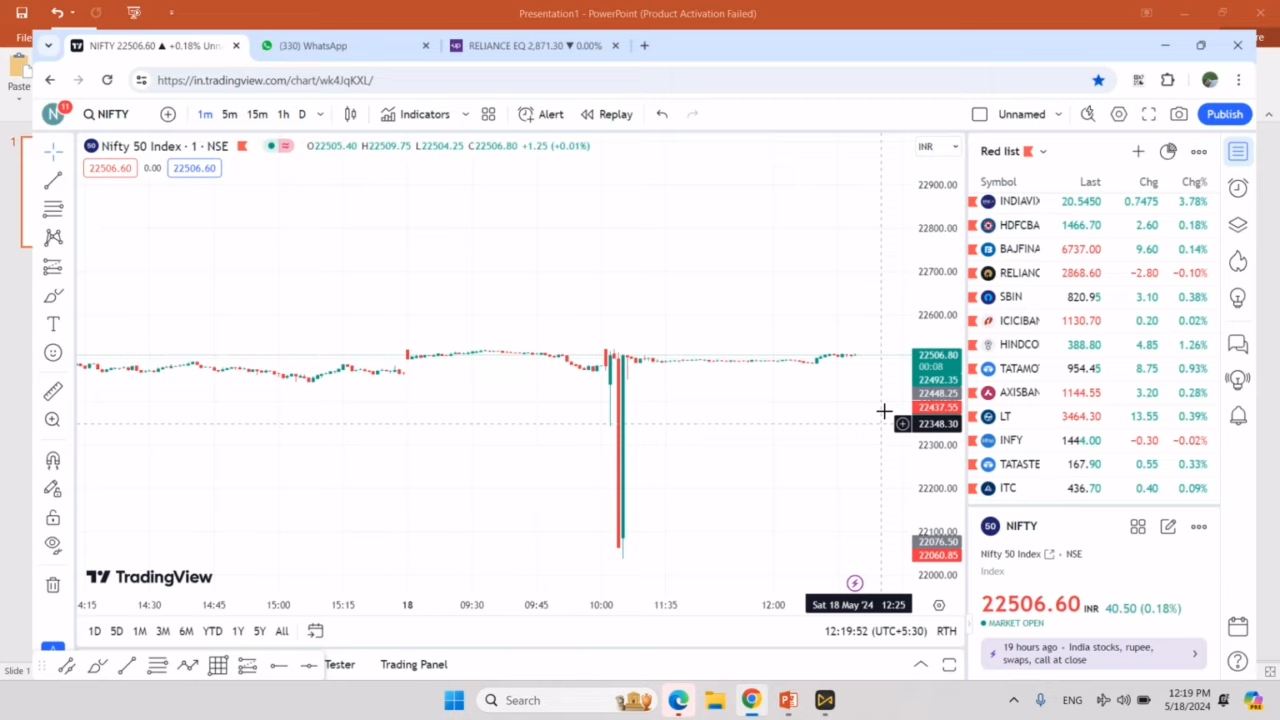 Presentation1 - PowerPoint (Product Activation Failed)
File
Paste
NIFTY 22506.60 ▲ +0.18% Unn
(330) WhatsApp
RELIANCE EQ 2,871.30 ▼ 0.00%
https://in.tradingview.com/chart/wk4JqKXL/
N 11 NIFTY 1m 5m 15m 1h D Indicators Alert Replay Unnamed Publish
50 Nifty 50 Index · 1 · NSE O22505.40 H22509.75 L22504.25 C22506.80 +1.25 (+0.01%) INR
22506.60 0.00 22506.60
22900.00
22800.00
22700.00
22600.00
22506.80
00:08
22492.35
22448.25
22437.55
22348.30
22300.00
22200.00
22100.00
22076.50
22060.85
22000.00
TradingView
4:15 14:30 14:45 15:00 15:15 18 09:30 09:45 10:00 11:35 12:00 Sat 18 May '24 12:25
1D 5D 1M 3M 6M YTD 1Y 5Y All 12:19:52 (UTC+5:30) RTH
Tester Trading Panel
Red list
Symbol Last Chg Chg%
INDIAVIX 20.5450 0.7475 3.78%
HDFCBA 1466.70 2.60 0.18%
BAJFINA 6737.00 9.60 0.14%
RELIANC 2868.60 −2.80 −0.10%
SBIN 820.95 3.10 0.38%
ICICIBAN 1130.70 0.20 0.02%
HINDCO 388.80 4.85 1.26%
TATAMO 954.45 8.75 0.93%
AXISBAN 1144.55 3.20 0.28%
LT 3464.30 13.55 0.39%
INFY 1444.00 −0.30 −0.02%
TATASTE 167.90 0.55 0.33%
ITC 436.70 0.40 0.09%
50 NIFTY
Nifty 50 Index · NSE
Index
22506.60 INR 40.50 (0.18%)
MARKET OPEN
19 hours ago · India stocks, rupee,
swaps, call at close
Slide 1
Search
ENG
12:19 PM
5/18/2024